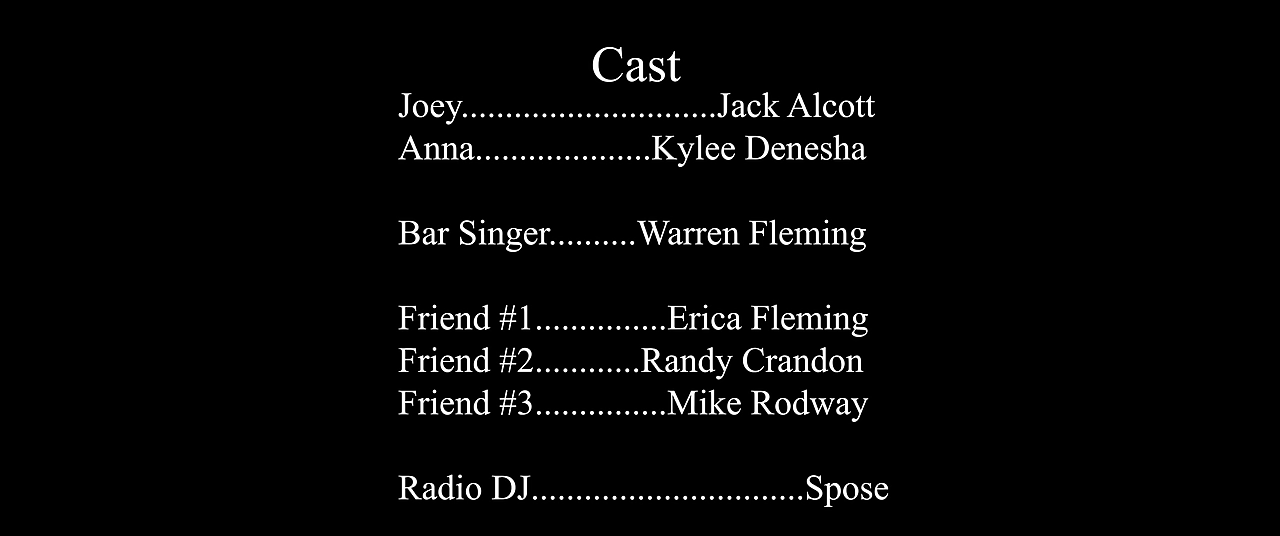 Cast
Joey.............................Jack Alcott
Anna....................Kylee Denesha
Bar Singer..........Warren Fleming
Friend #1...............Erica Fleming
Friend #2............Randy Crandon
Friend #3...............Mike Rodway
Radio DJ...............................Spose